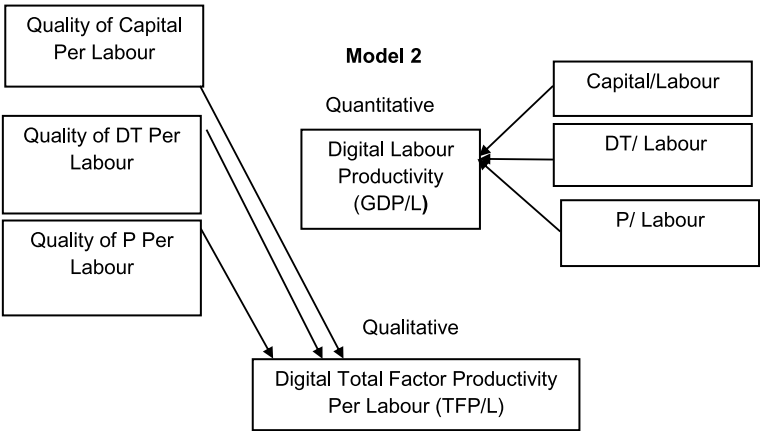 Quality of Capital
Per Labour
Model 2
Quantitative
Capital/Labour
Quality of DT Per
Labour
Digital Labour
Productivity
(GDP/L)
DT/ Labour
Quality of P Per
Labour
P/ Labour
Qualitative
Digital Total Factor Productivity
Per Labour (TFP/L)